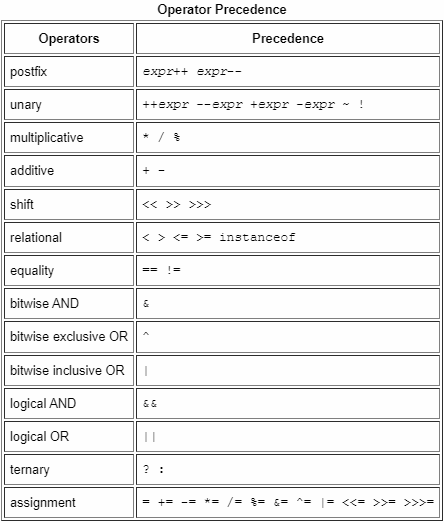 Operator Precedence
Operators Precedence
postfix expr++ expr--
unary ++expr --expr +expr -expr ~ !
multiplicative * / %
additive + -
shift << >> >>>
relational < > <= >= instanceof
equality == !=
bitwise AND &
bitwise exclusive OR ^
bitwise inclusive OR |
logical AND &&
logical OR ||
ternary ? :
assignment = += -= *= /= %= &= ^= |= <<= >>= >>>=